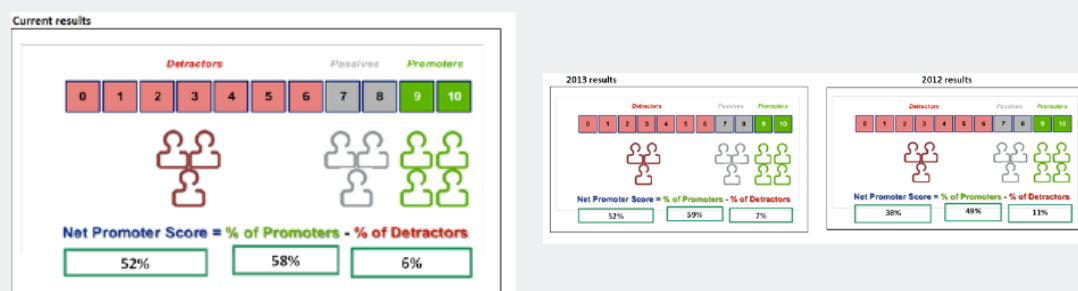 Current results
Detractors Passives Promoters
0 1 2 3 4 5 6 7 8 9 10
Net Promoter Score = % of Promoters - % of Detractors
52% 58% 6%
2013 results
Detractors Passives Promoters
0 1 2 3 4 5 6 7 8 9 10
Net Promoter Score = % of Promoters - % of Detractors
52% 59% 7%
2012 results
Detractors Passives Promoters
0 1 2 3 4 5 6 7 8 9 10
Net Promoter Score = % of Promoters - % of Detractors
38% 49% 11%